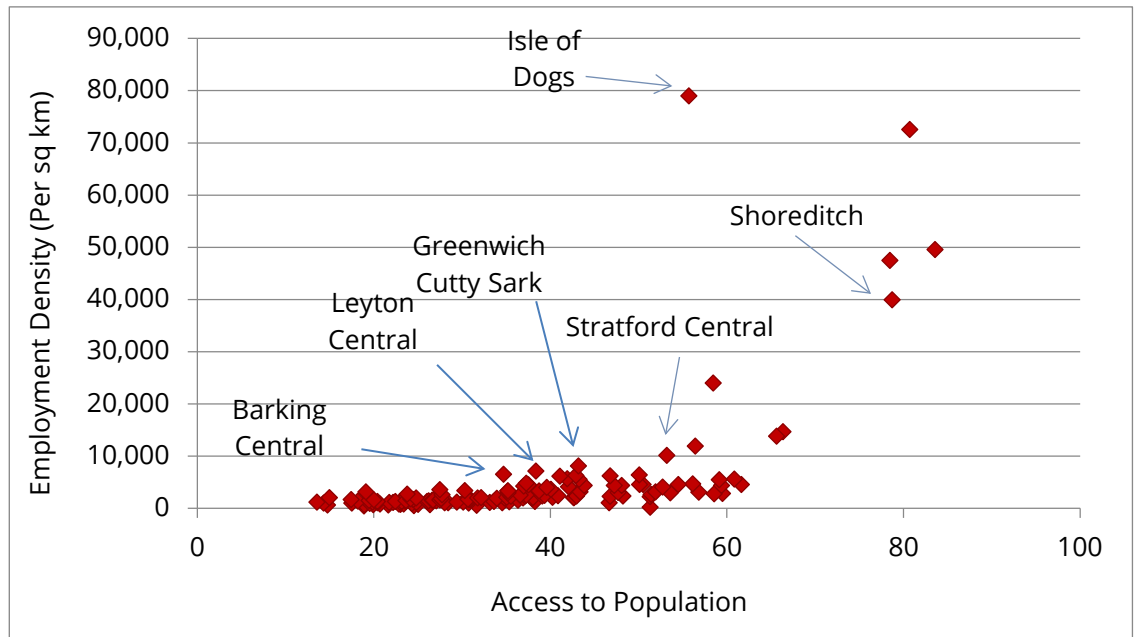 90,000
80,000
70,000
60,000
50,000
40,000
30,000
20,000
10,000
0
Employment Density (Per sq km)
Isle of
Dogs
Shoreditch
Greenwich
Cutty Sark
Leyton
Central
Stratford Central
Barking
Central
0 20 40 60 80 100
Access to Population